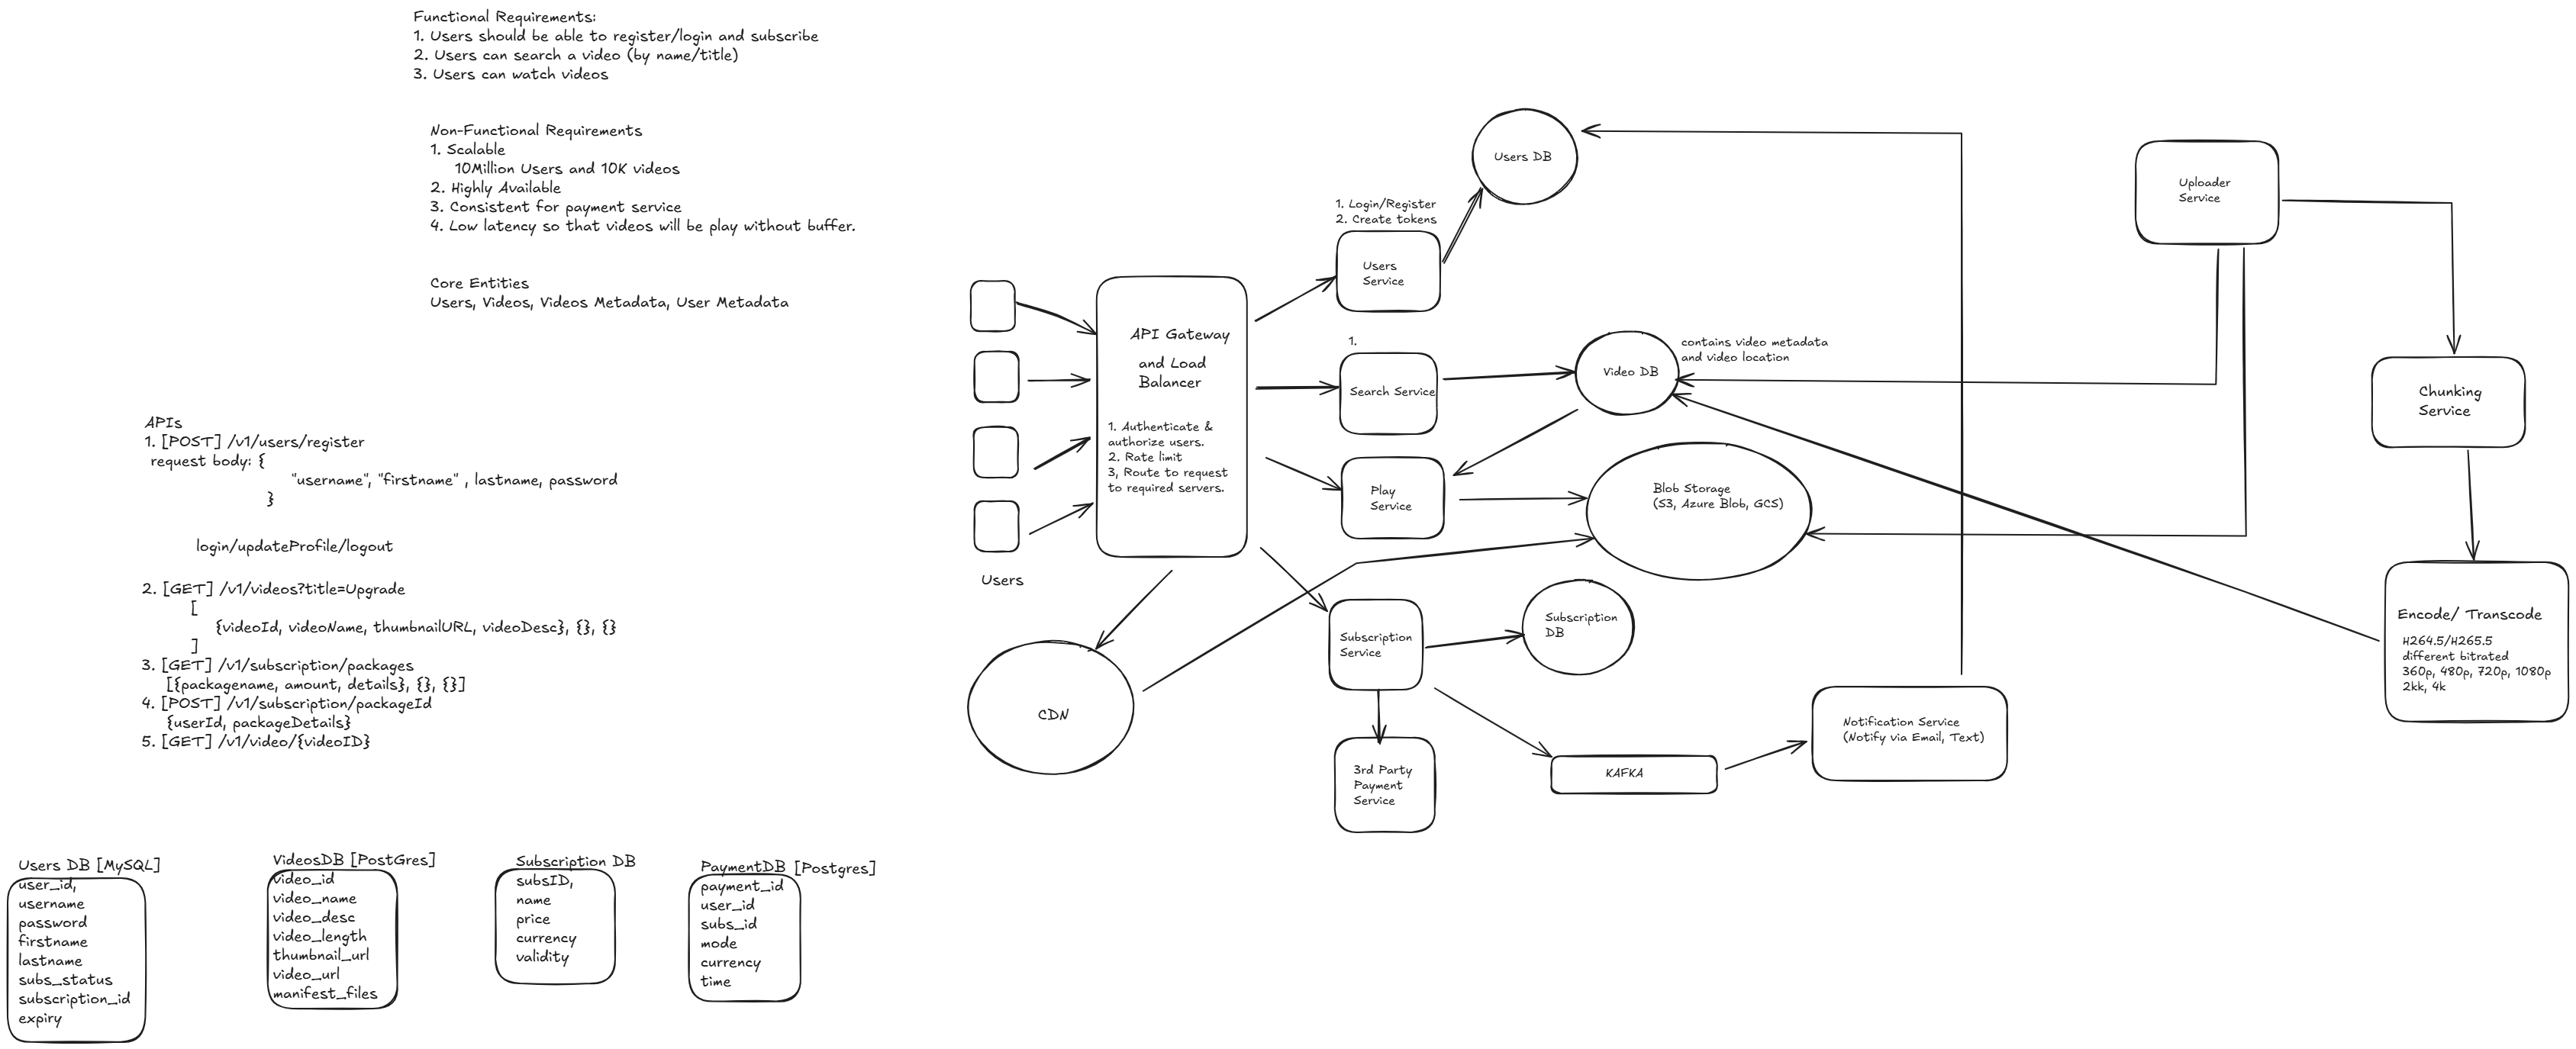 Functional Requirements:
1. Users should be able to register/login and subscribe
2. Users can search a video (by name/title)
3. Users can watch videos
Non-Functional Requirements
1. Scalable
10Million Users and 10K videos
2. Highly Available
3. Consistent for payment service
4. Low latency so that videos will be play without buffer.
Core Entities
Users, Videos, Videos Metadata, User Metadata
APIs
1. [POST] /v1/users/register
request body: {
"username", "firstname" , lastname, password
}
login/updateProfile/logout
2. [GET] /v1/videos?title=Upgrade
[
{videoId, videoName, thumbnailURL, videoDesc}, {}, {}
]
3. [GET] /v1/subscription/packages
[{packagename, amount, details}, {}, {}]
4. [POST] /v1/subscription/packageId
{userId, packageDetails}
5. [GET] /v1/video/{videoID}
Users DB [MySQL]
user_id,
username
password
firstname
lastname
subs_status
subscription_id
expiry
VideosDB [PostGres]
video_id
video_name
video_desc
video_length
thumbnail_url
video_url
manifest_files
Subscription DB
subsID,
name
price
currency
validity
PaymentDB [Postgres]
payment_id
user_id
subs_id
mode
currency
time
Users
API Gateway
and Load
Balancer
1. Authenticate &
authorize users.
2. Rate limit
3, Route to request
to required servers.
CDN
1. Login/Register
2. Create tokens
Users
Service
Users DB
1.
Search Service
Video DB
contains video metadata
and video location
Play
Service
Blob Storage
(S3, Azure Blob, GCS)
Subscription
Service
Subscription
DB
3rd Party
Payment
Service
KAFKA
Notification Service
(Notify via Email, Text)
Uploader
Service
Chunking
Service
Encode/ Transcode
H264.5/H265.5
different bitrated
360p, 480p, 720p, 1080p
2kk, 4k